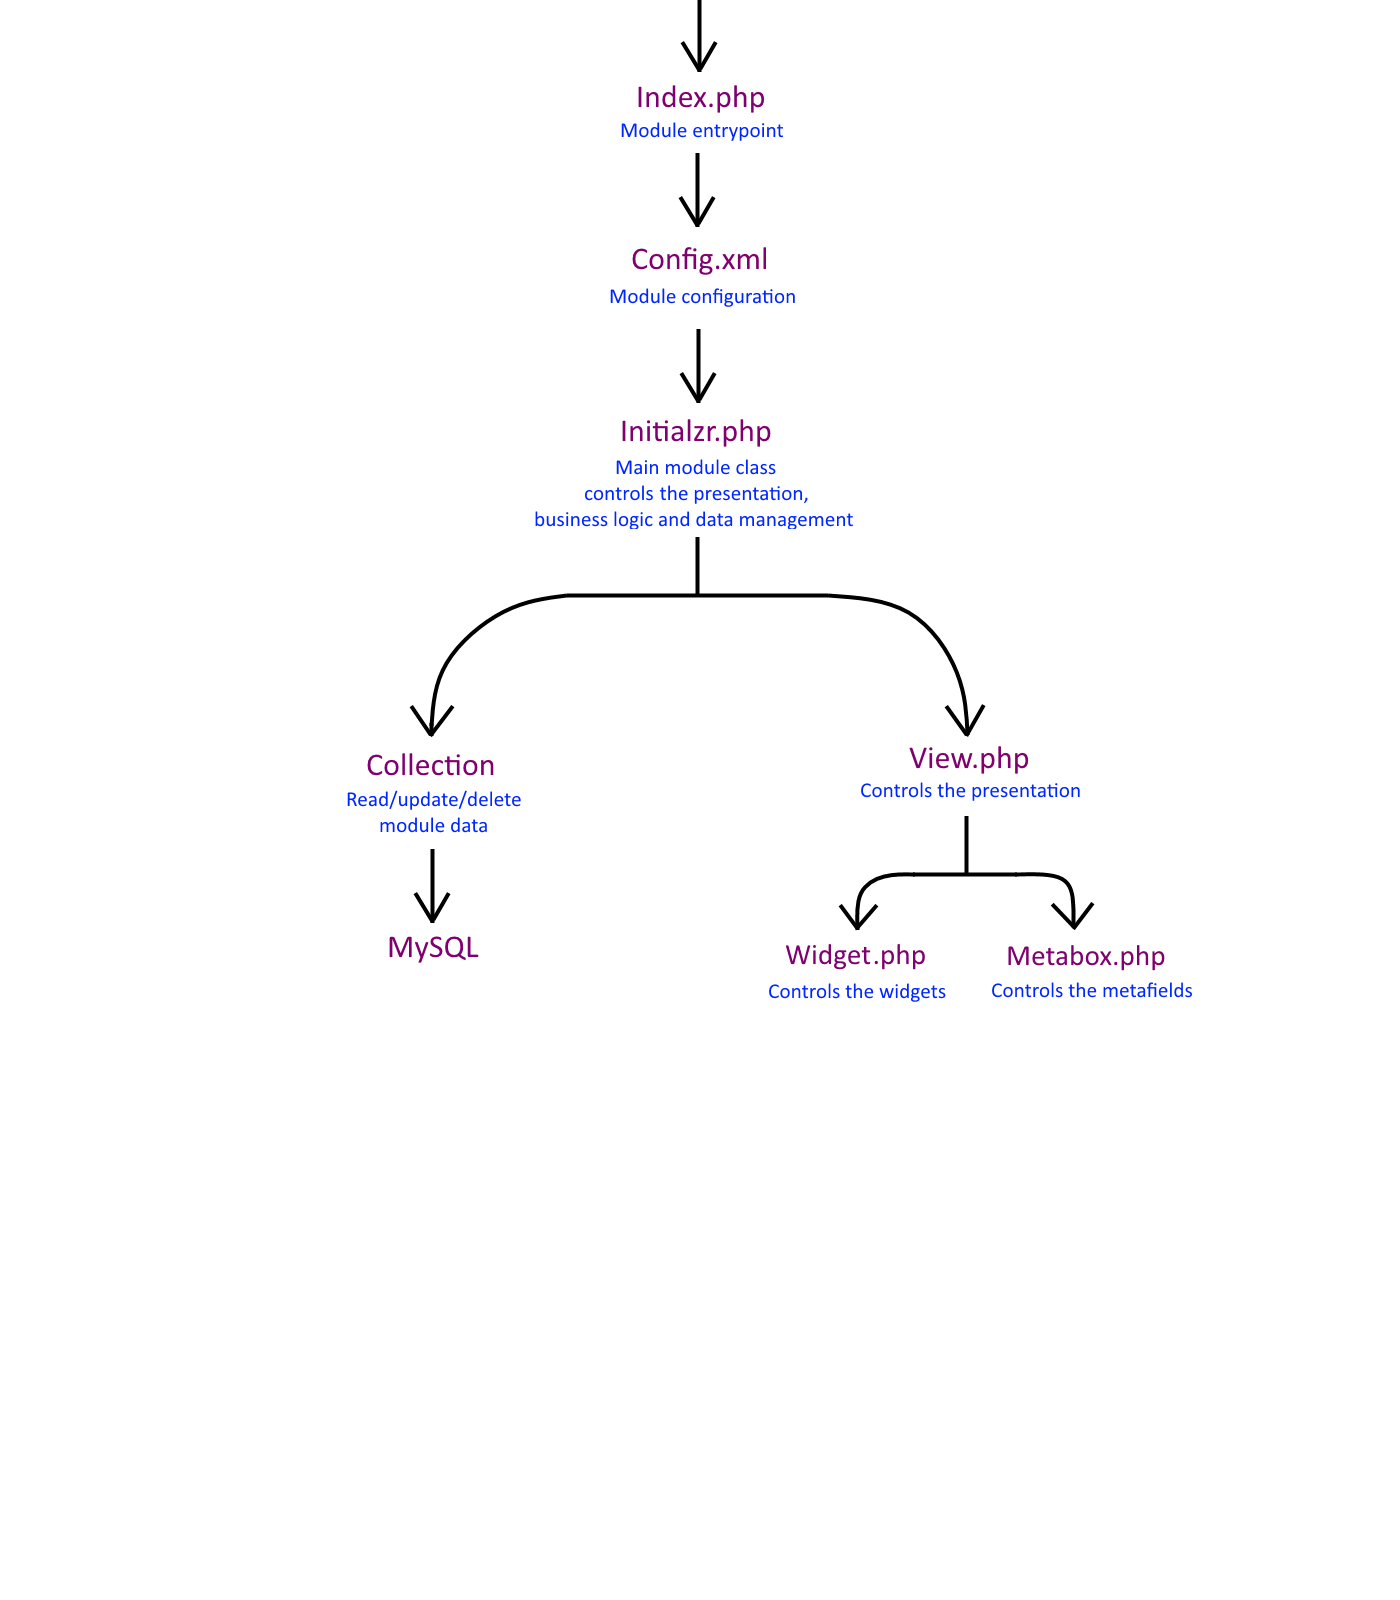 Index.php
Module entrypoint
Config.xml
Module configuration
Initialzr.php
Main module class
controls the presentation,
business logic and data management
Collection
Read/update/delete
module data
MySQL
View.php
Controls the presentation
Widget.php
Controls the widgets
Metabox.php
Controls the metafields